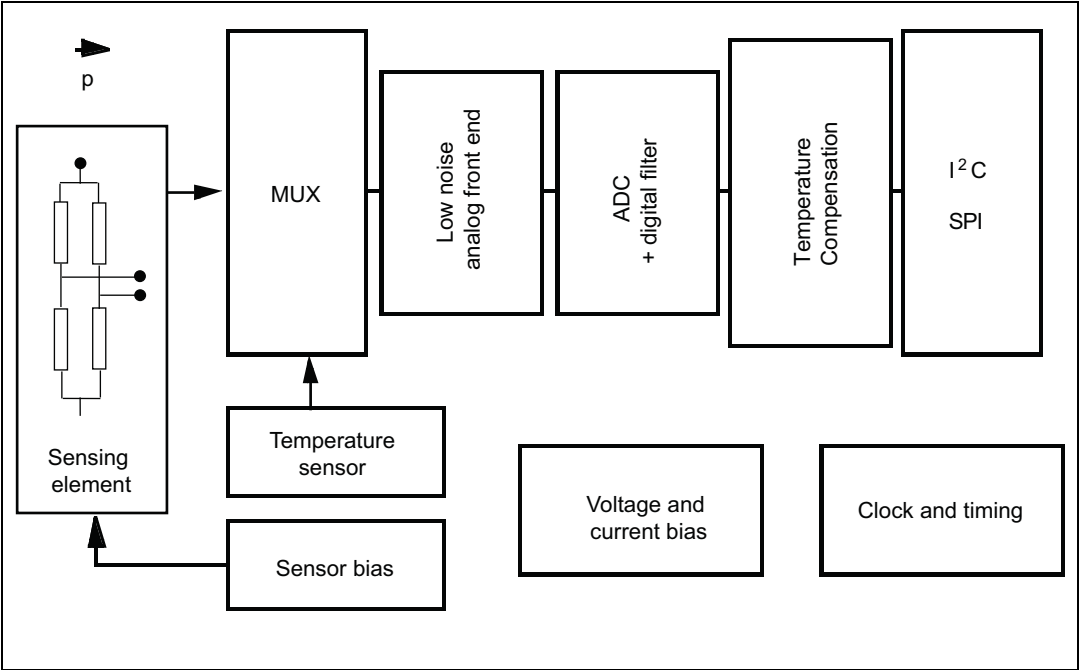 p
MUX
Low noise
analog front end
ADC
+ digital filter
Temperature
Compensation
I²C
SPI
Sensing
element
Temperature
sensor
Sensor bias
Voltage and
current bias
Clock and timing